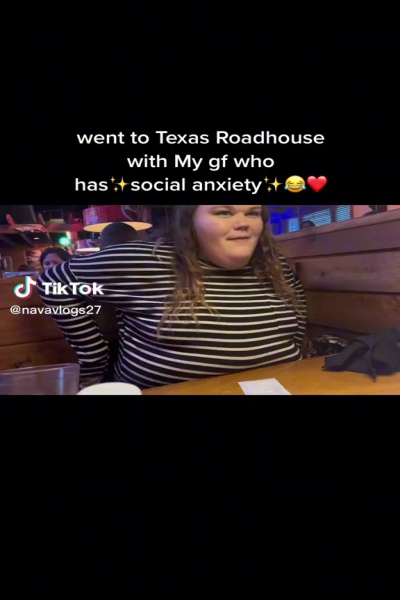 went to Texas Roadhouse
with My gf who
has✨social anxiety✨😂❤️
TikTok
@navavlogs27